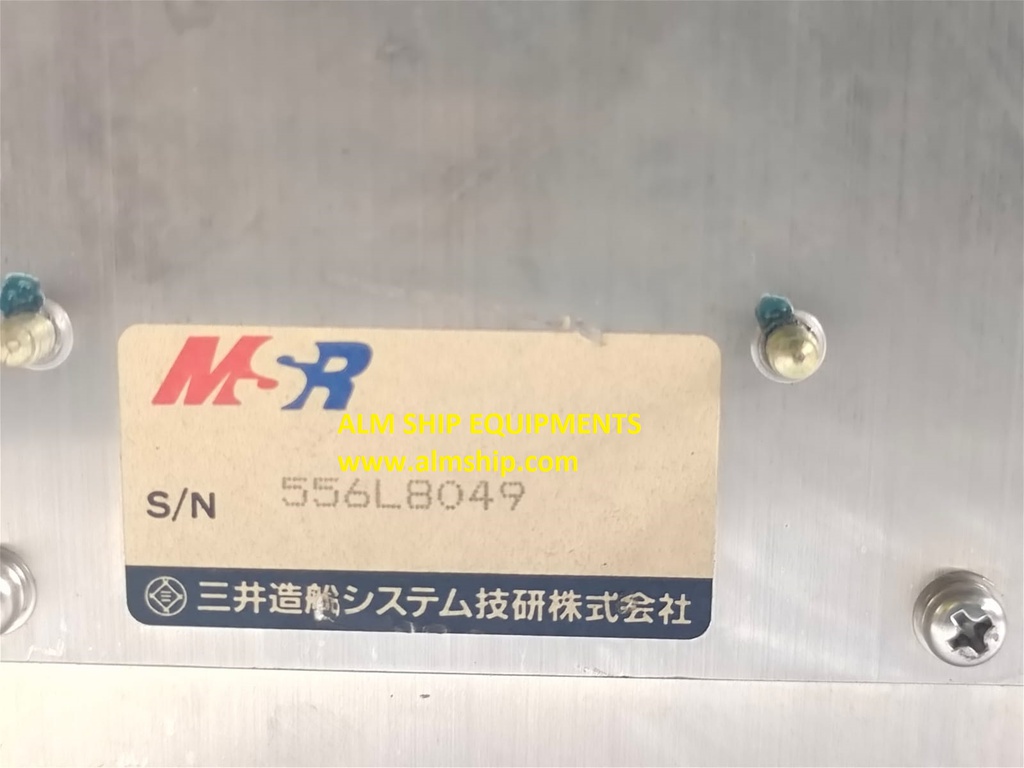 MSR
ALM SHIP EQUIPMENTS
www.almship.com
S/N 556L8049
三井造船システム技研株式会社